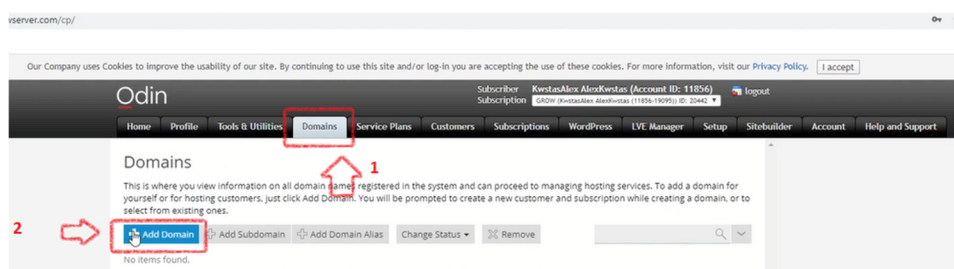 wserver.com/cp/
Our Company uses Cookies to improve the usability of our site. By continuing to use this site and/or log-in you are accepting the use of these cookies. For more information, visit our Privacy Policy. I accept
Odin
Subscriber KwstasAlex AlexKwstas (Account ID: 11856) logout
Subscription GROW (KwstasAlex AlexKwstas (11856-19095)) ID: 20442
Home Profile Tools & Utilities Domains Service Plans Customers Subscriptions WordPress LVE Manager Setup Sitebuilder Account Help and Support
Domains
1
This is where you view information on all domain names registered in the system and can proceed to managing hosting services. To add a domain for
yourself or for hosting customers, just click Add Domain. You will be prompted to create a new customer and subscription while creating a domain, or to
select from existing ones.
2
Add Domain Add Subdomain Add Domain Alias Change Status Remove
No items found.